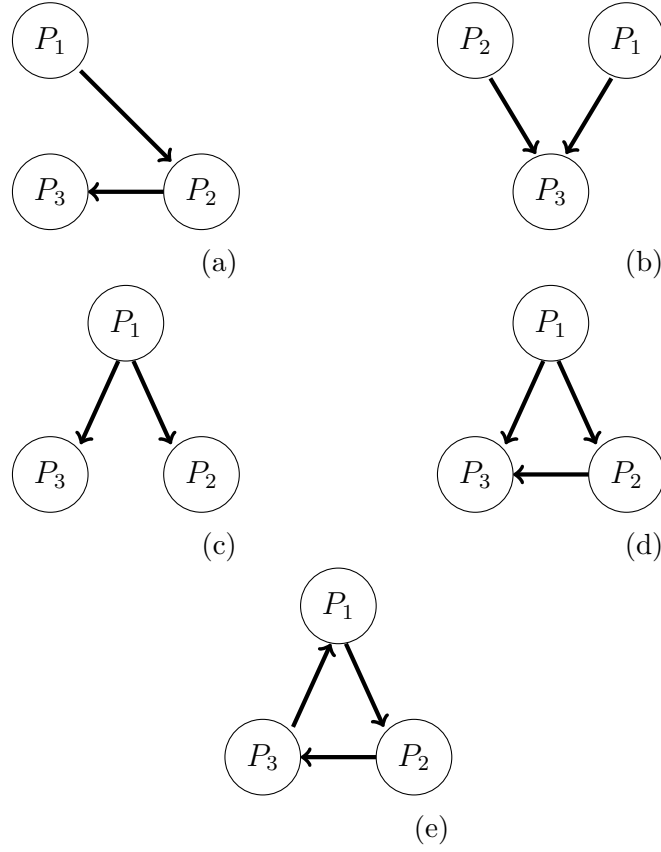 P₁ P₂ P₁
P₃ P₂ P₃
(a) (b)
P₁ P₁
P₃ P₂ P₃ P₂
(c) (d)
P₁
P₃ P₂
(e)